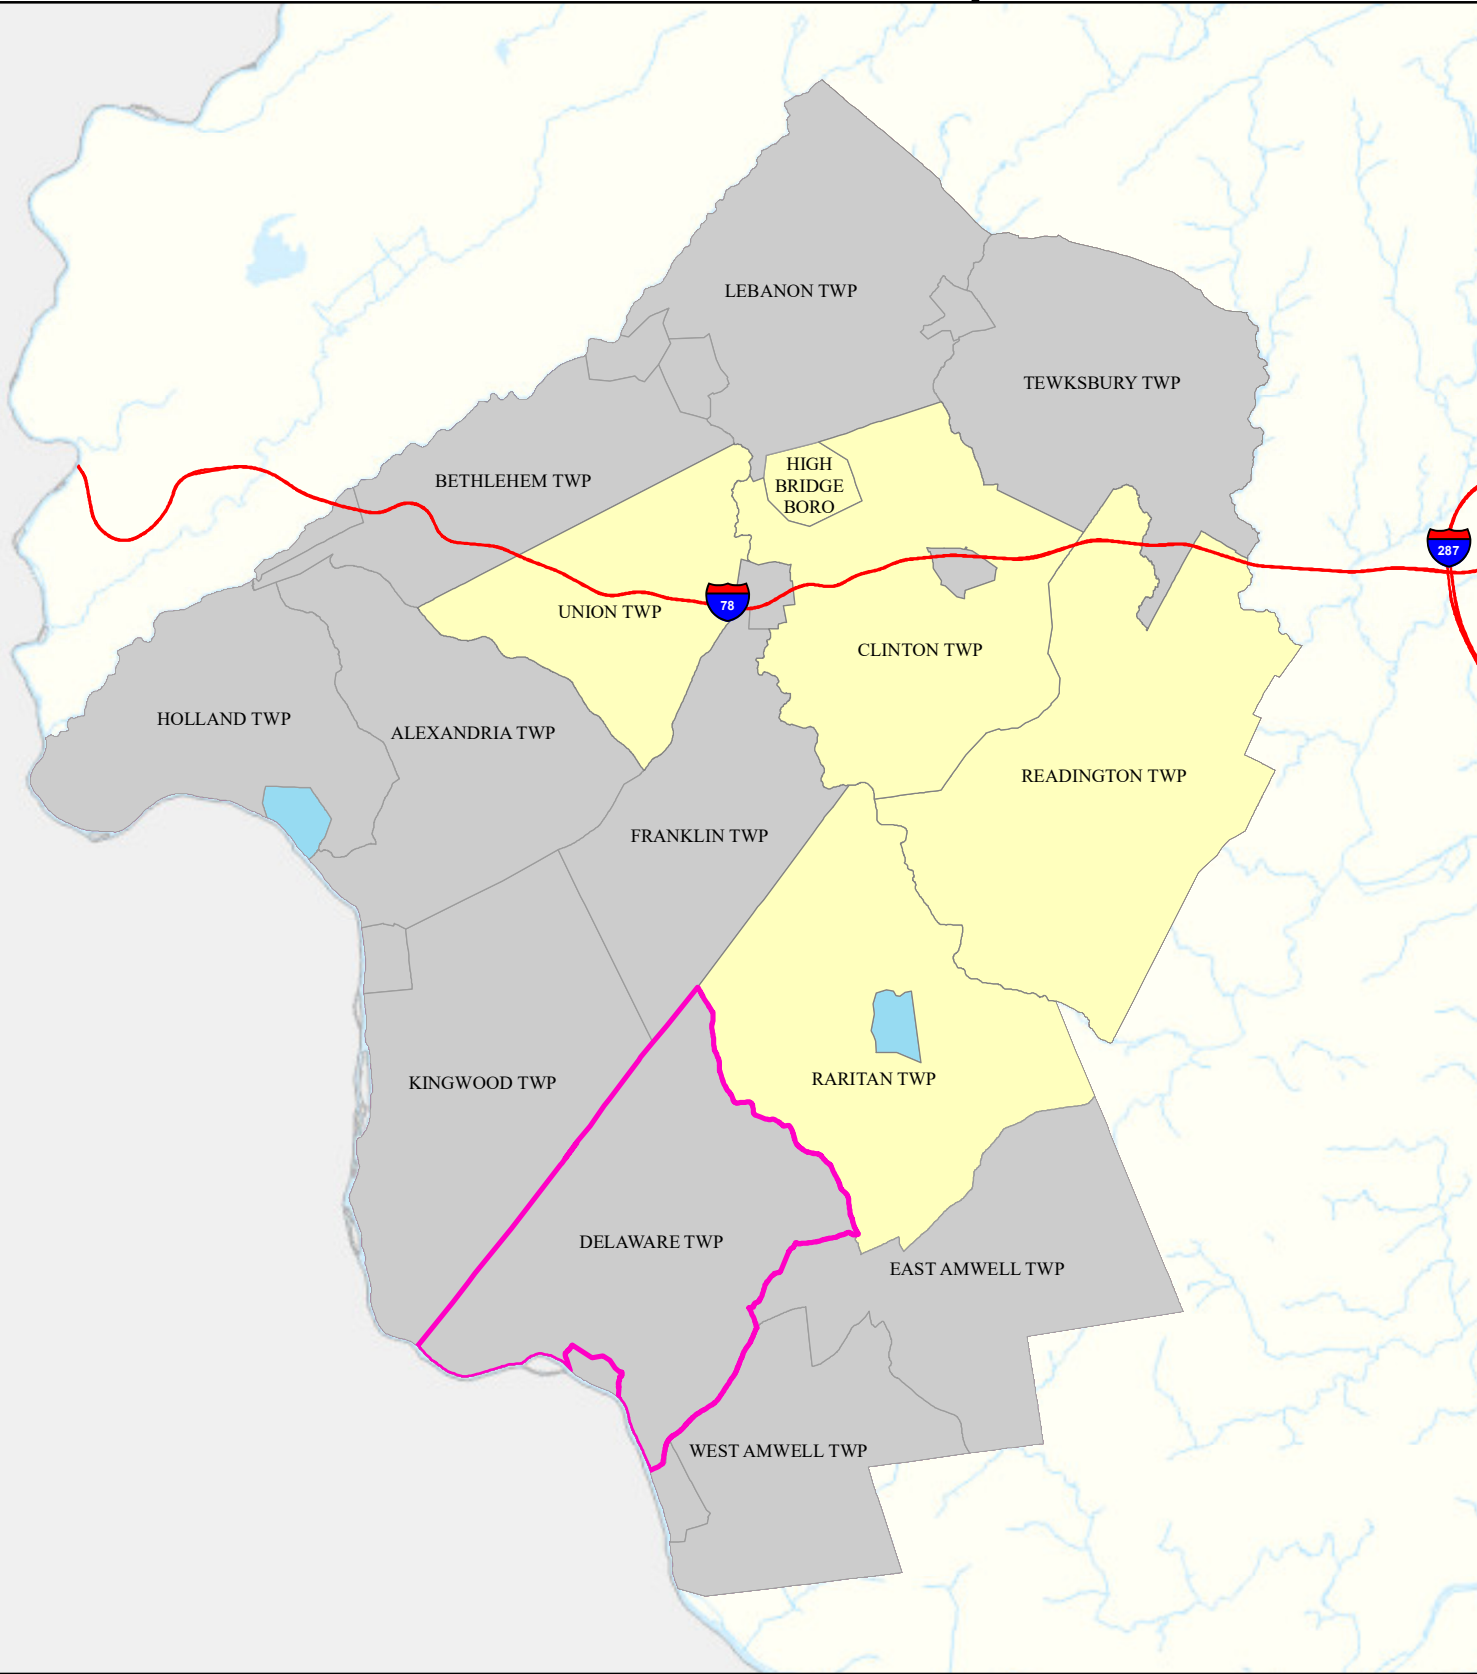 LEBANON TWP
TEWKSBURY TWP
HIGH
BRIDGE
BORO
BETHLEHEM TWP
287
78
UNION TWP
CLINTON TWP
HOLLAND TWP
ALEXANDRIA TWP
READINGTON TWP
FRANKLIN TWP
RARITAN TWP
KINGWOOD TWP
DELAWARE TWP
EAST AMWELL TWP
WEST AMWELL TWP